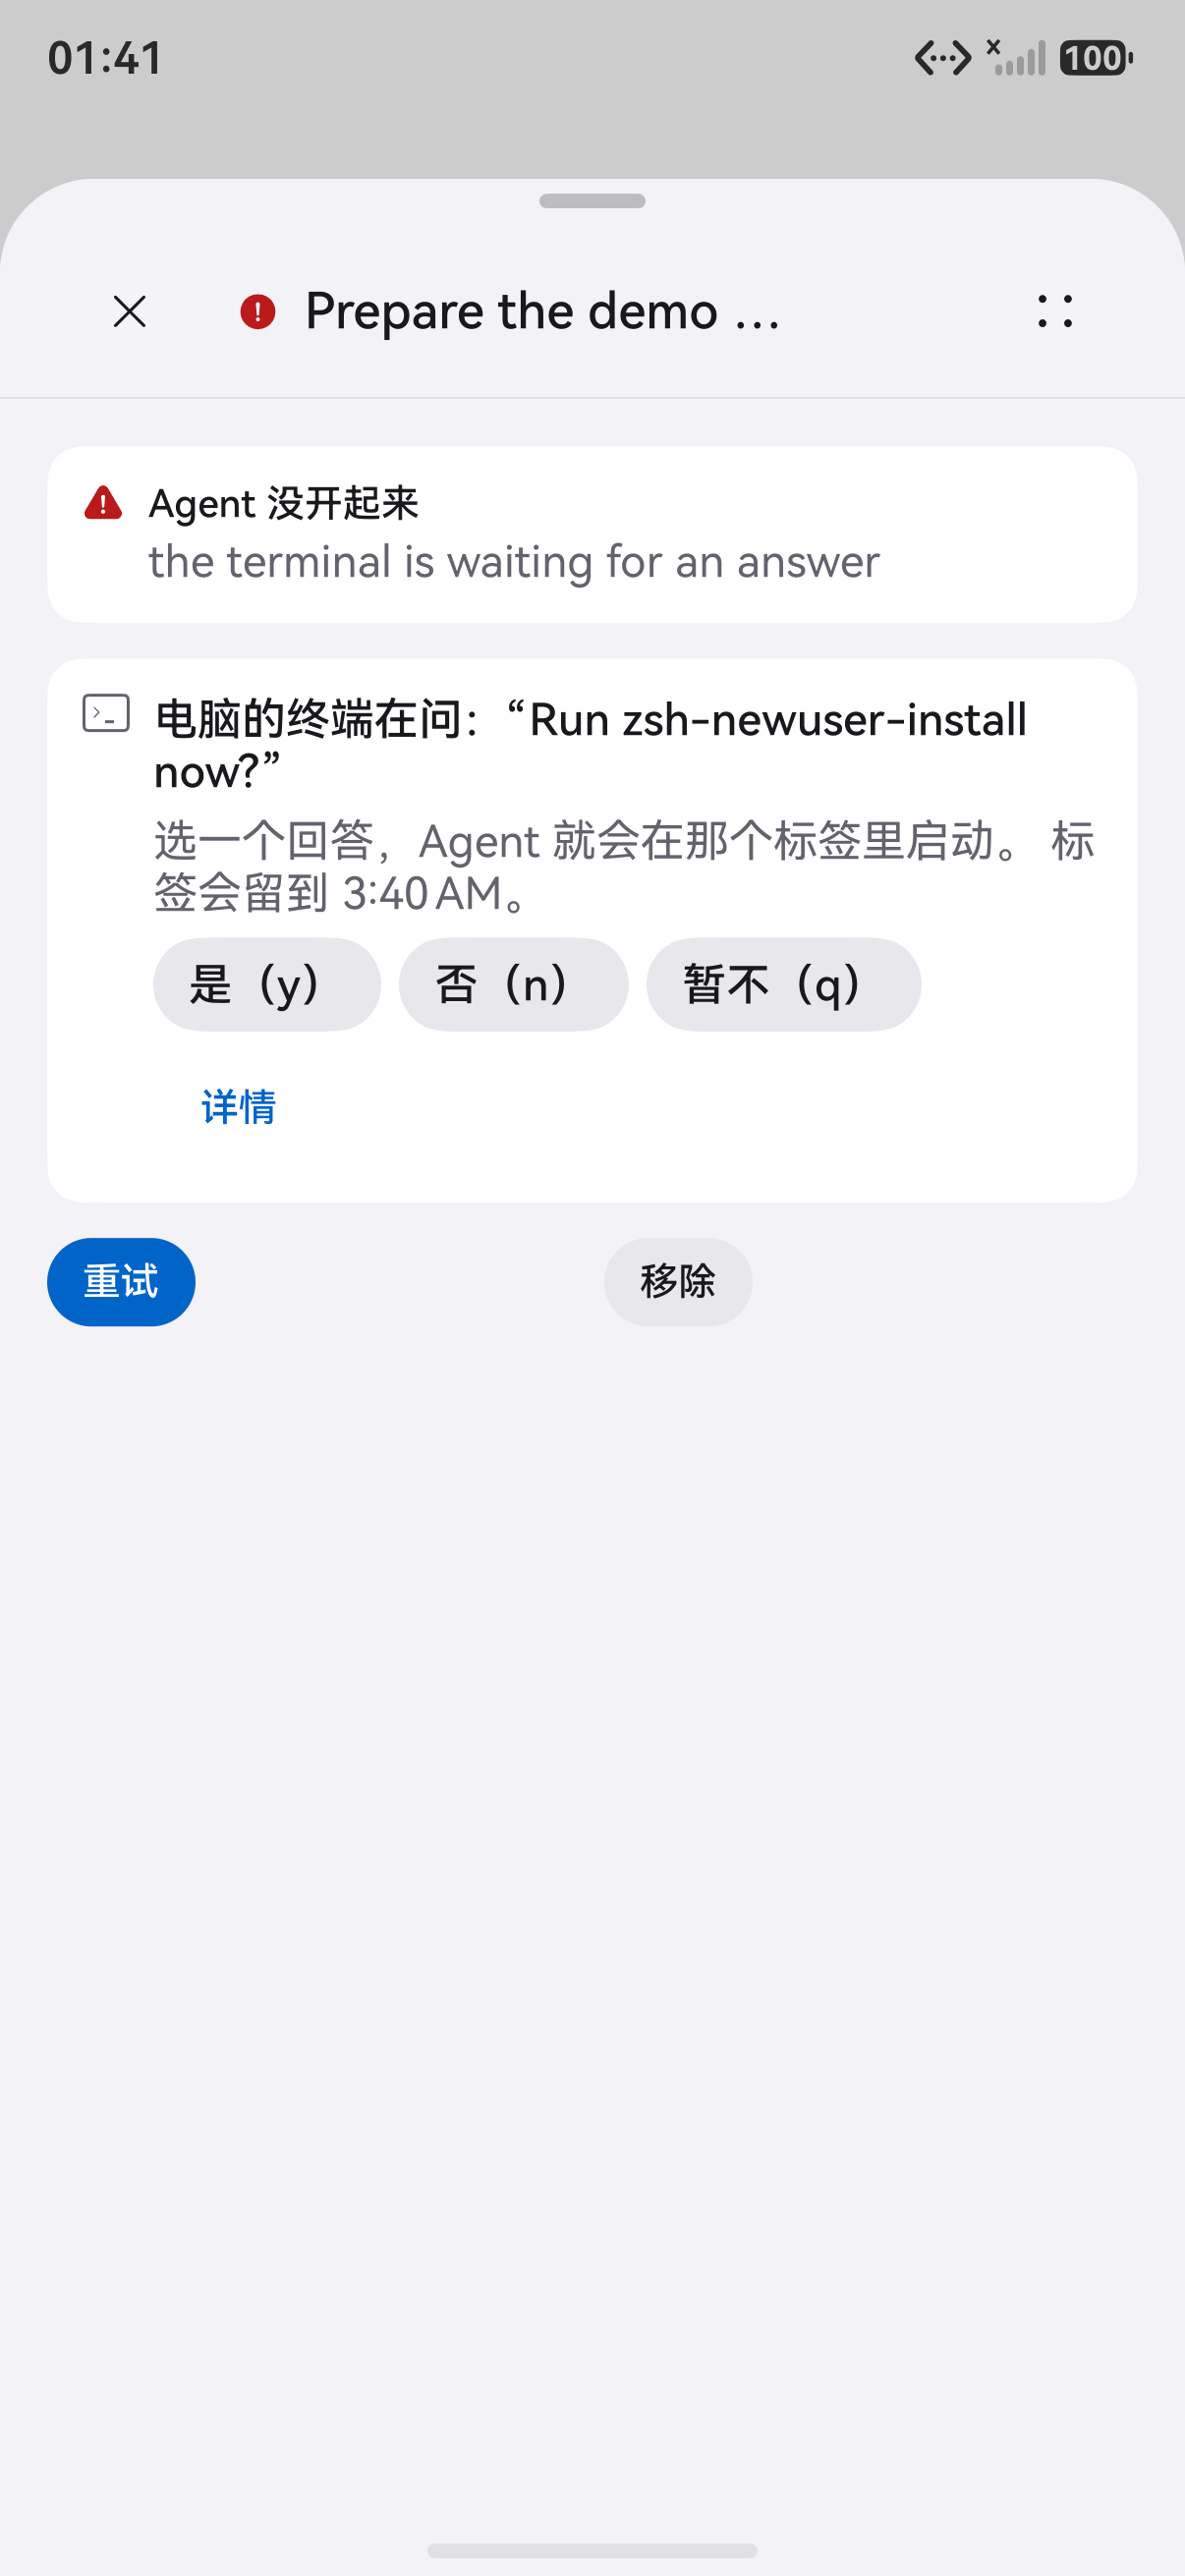 01:41
100
Prepare the demo …
Agent 没开起来
the terminal is waiting for an answer
电脑的终端在问：“Run zsh-newuser-install
now?”
选一个回答，Agent 就会在那个标签里启动。 标
签会留到 3:40 AM。
是（y） 否（n） 暂不（q）
详情
重试 移除